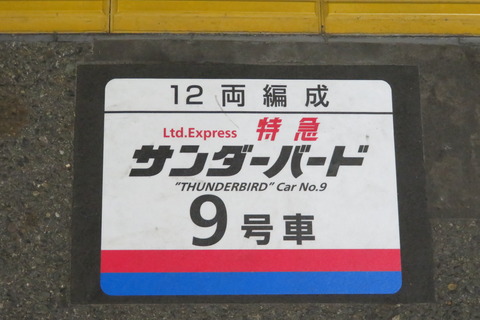 12両編成
Ltd.Express 特急
サンダーバード
"THUNDERBIRD" Car No.9
9号車